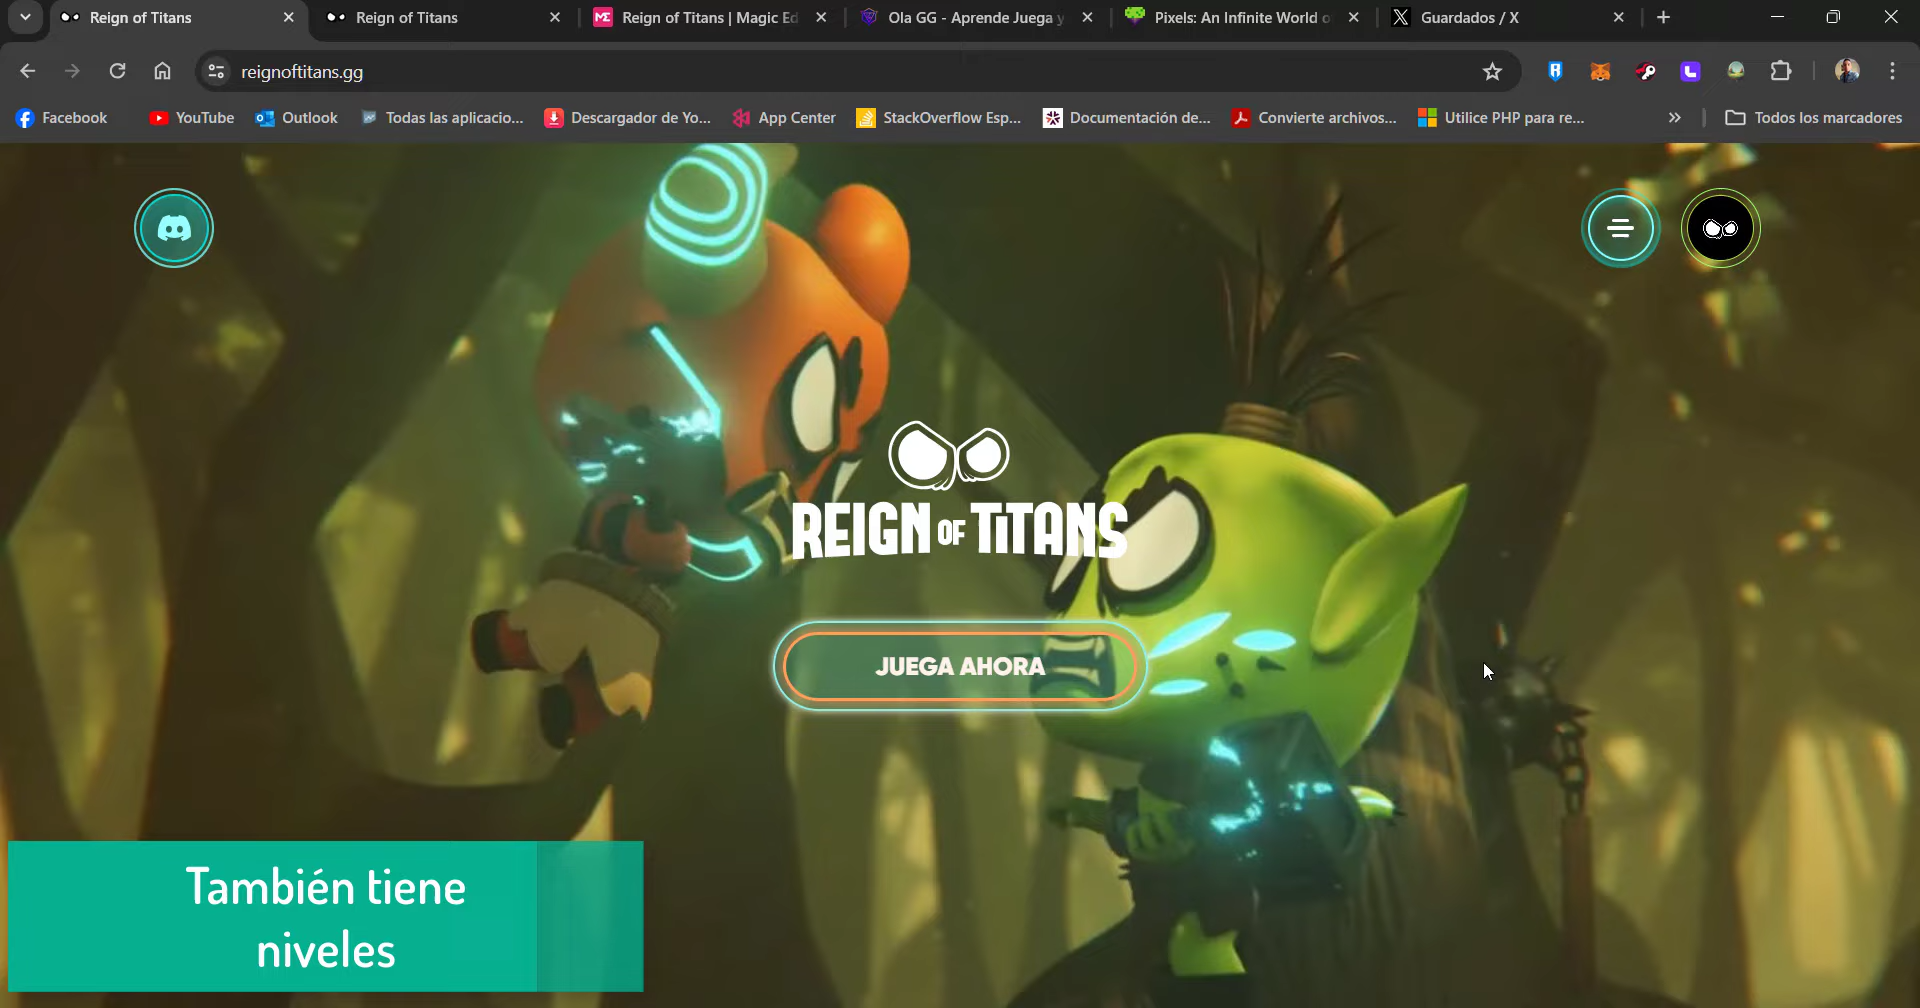 Reign of Titans
Reign of Titans
Reign of Titans | Magic Ed
Ola GG - Aprende Juega y
Pixels: An Infinite World o
Guardados / X
reignoftitans.gg
Facebook
YouTube
Outlook
Todas las aplicacio...
Descargador de Yo...
App Center
StackOverflow Esp...
Documentación de...
Convierte archivos...
Utilice PHP para re...
»
Todos los marcadores
REIGN OF TiTANS
JUEGA AHORA
También tiene
niveles